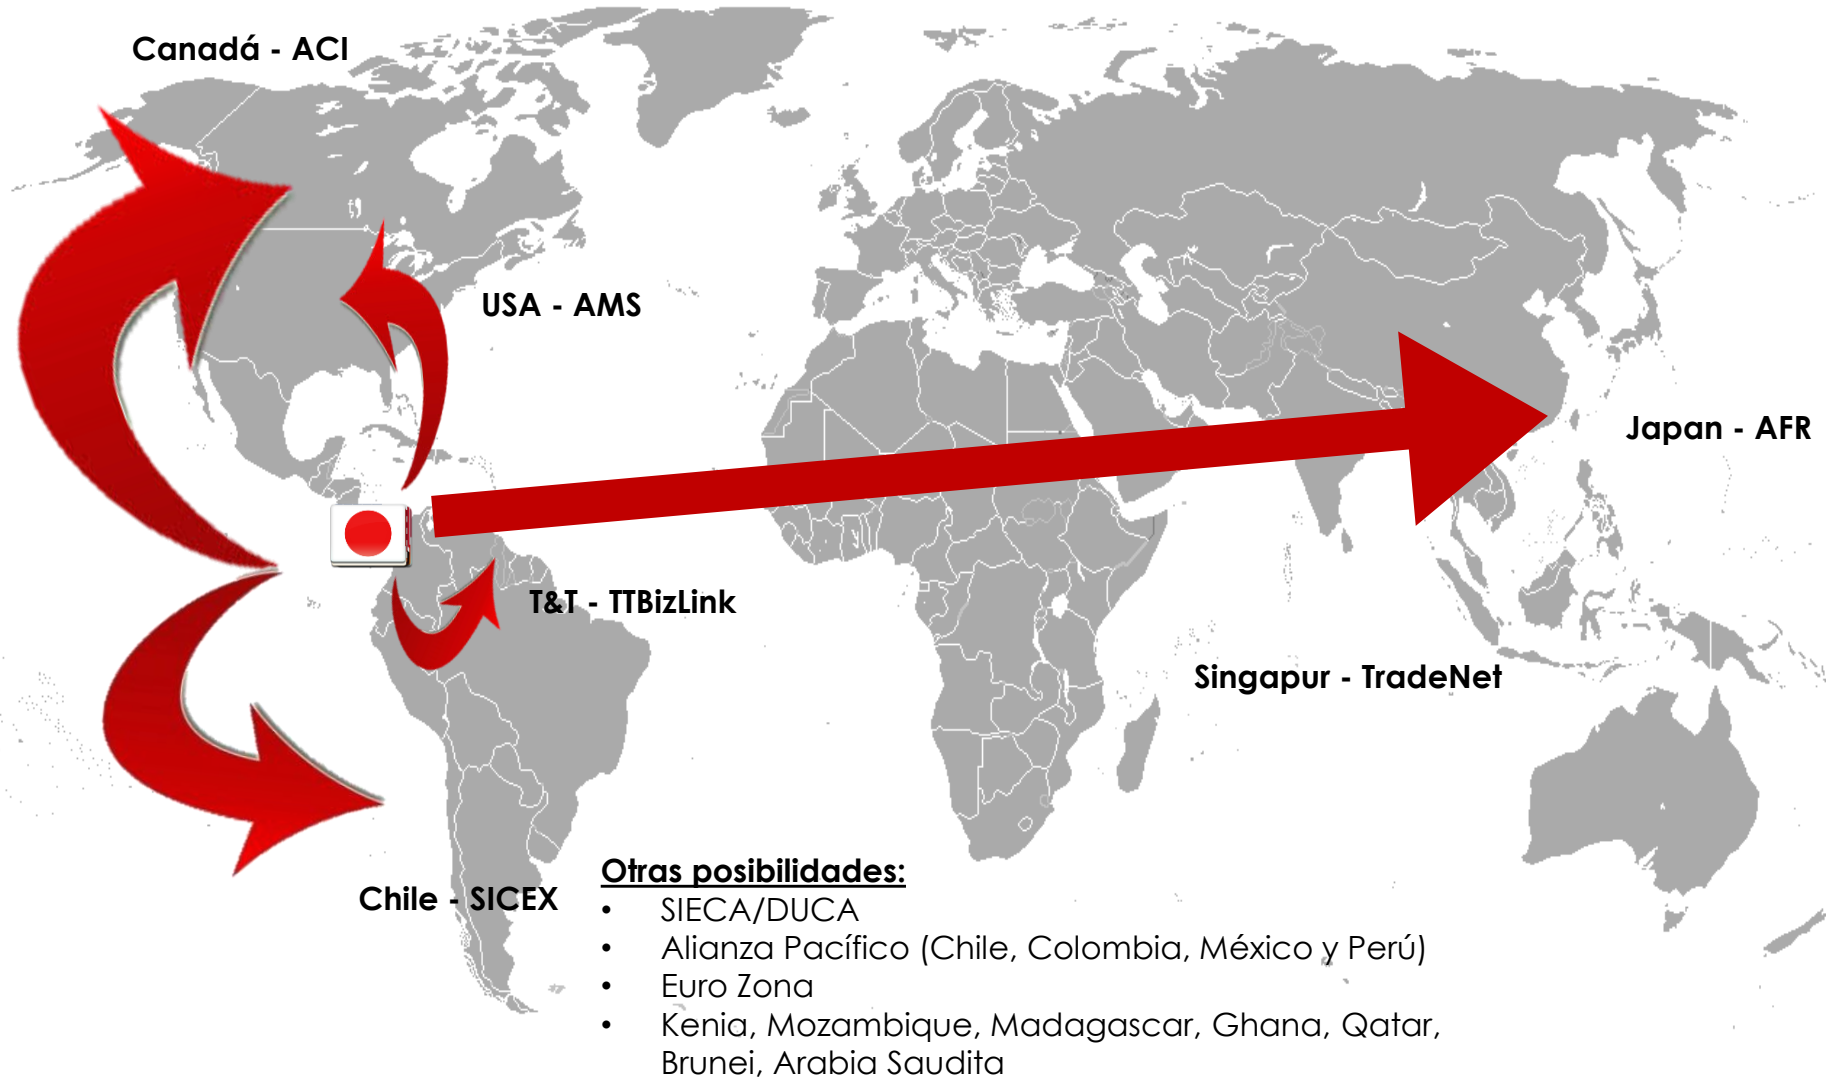 Canadá - ACI
USA - AMS
Japan - AFR
T&T - TTBizLink
Singapur - TradeNet
Chile - SICEX
Otras posibilidades:
• SIECA/DUCA
• Alianza Pacífico (Chile, Colombia, México y Perú)
• Euro Zona
• Kenia, Mozambique, Madagascar, Ghana, Qatar,
Brunei, Arabia Saudita